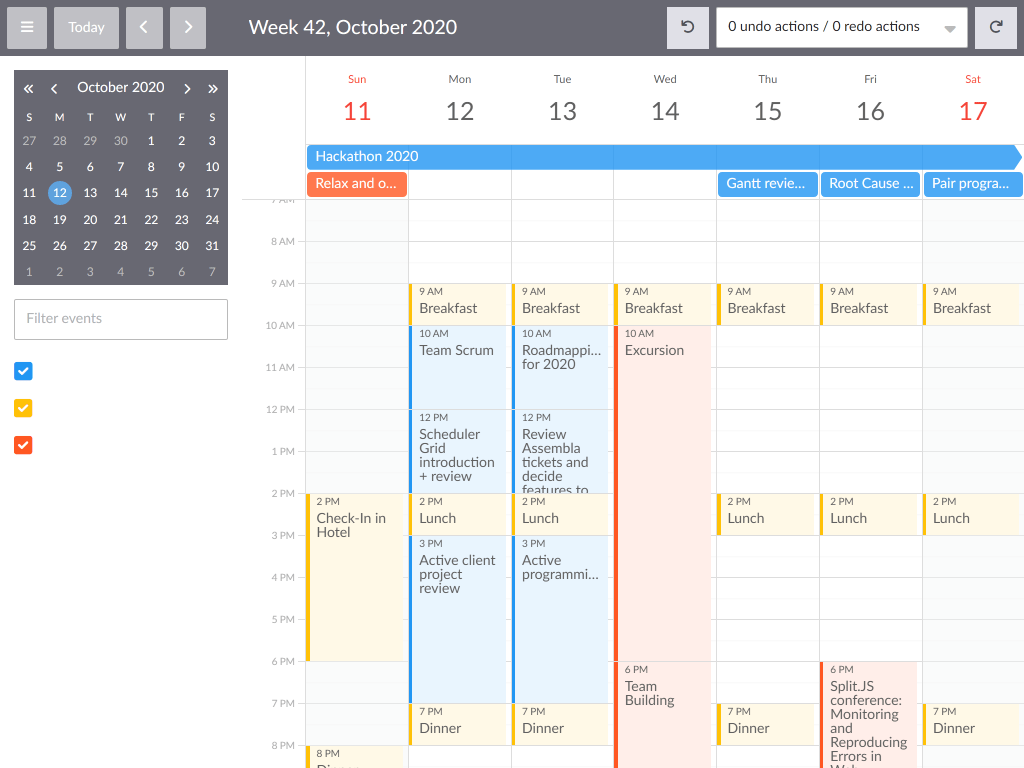 Today
Week 42, October 2020
0 undo actions / 0 redo actions
October 2020
S M T W T F S
27 28 29 30 1 2 3
4 5 6 7 8 9 10
11 12 13 14 15 16 17
18 19 20 21 22 23 24
25 26 27 28 29 30 31
1 2 3 4 5 6 7
Filter events
Sun Mon Tue Wed Thu Fri Sat
11 12 13 14 15 16 17
Hackathon 2020
Relax and o... Gantt revie... Root Cause ... Pair progra...
7 AM
8 AM
9 AM
10 AM
11 AM
12 PM
1 PM
2 PM
3 PM
4 PM
5 PM
6 PM
7 PM
8 PM
2 PM
Check-In in
Hotel
8 PM
Dinner
9 AM
Breakfast
10 AM
Team Scrum
12 PM
Scheduler
Grid
introduction
+ review
2 PM
Lunch
3 PM
Active client
project
review
7 PM
Dinner
9 AM
Breakfast
10 AM
Roadmappi...
for 2020
12 PM
Review
Assembla
tickets and
decide
features to
2 PM
Lunch
3 PM
Active
programmi...
7 PM
Dinner
9 AM
Breakfast
10 AM
Excursion
6 PM
Team
Building
9 AM
Breakfast
2 PM
Lunch
7 PM
Dinner
9 AM
Breakfast
2 PM
Lunch
6 PM
Split.JS
conference:
Monitoring
and
Reproducing
Errors in
9 AM
Breakfast
2 PM
Lunch
7 PM
Dinner